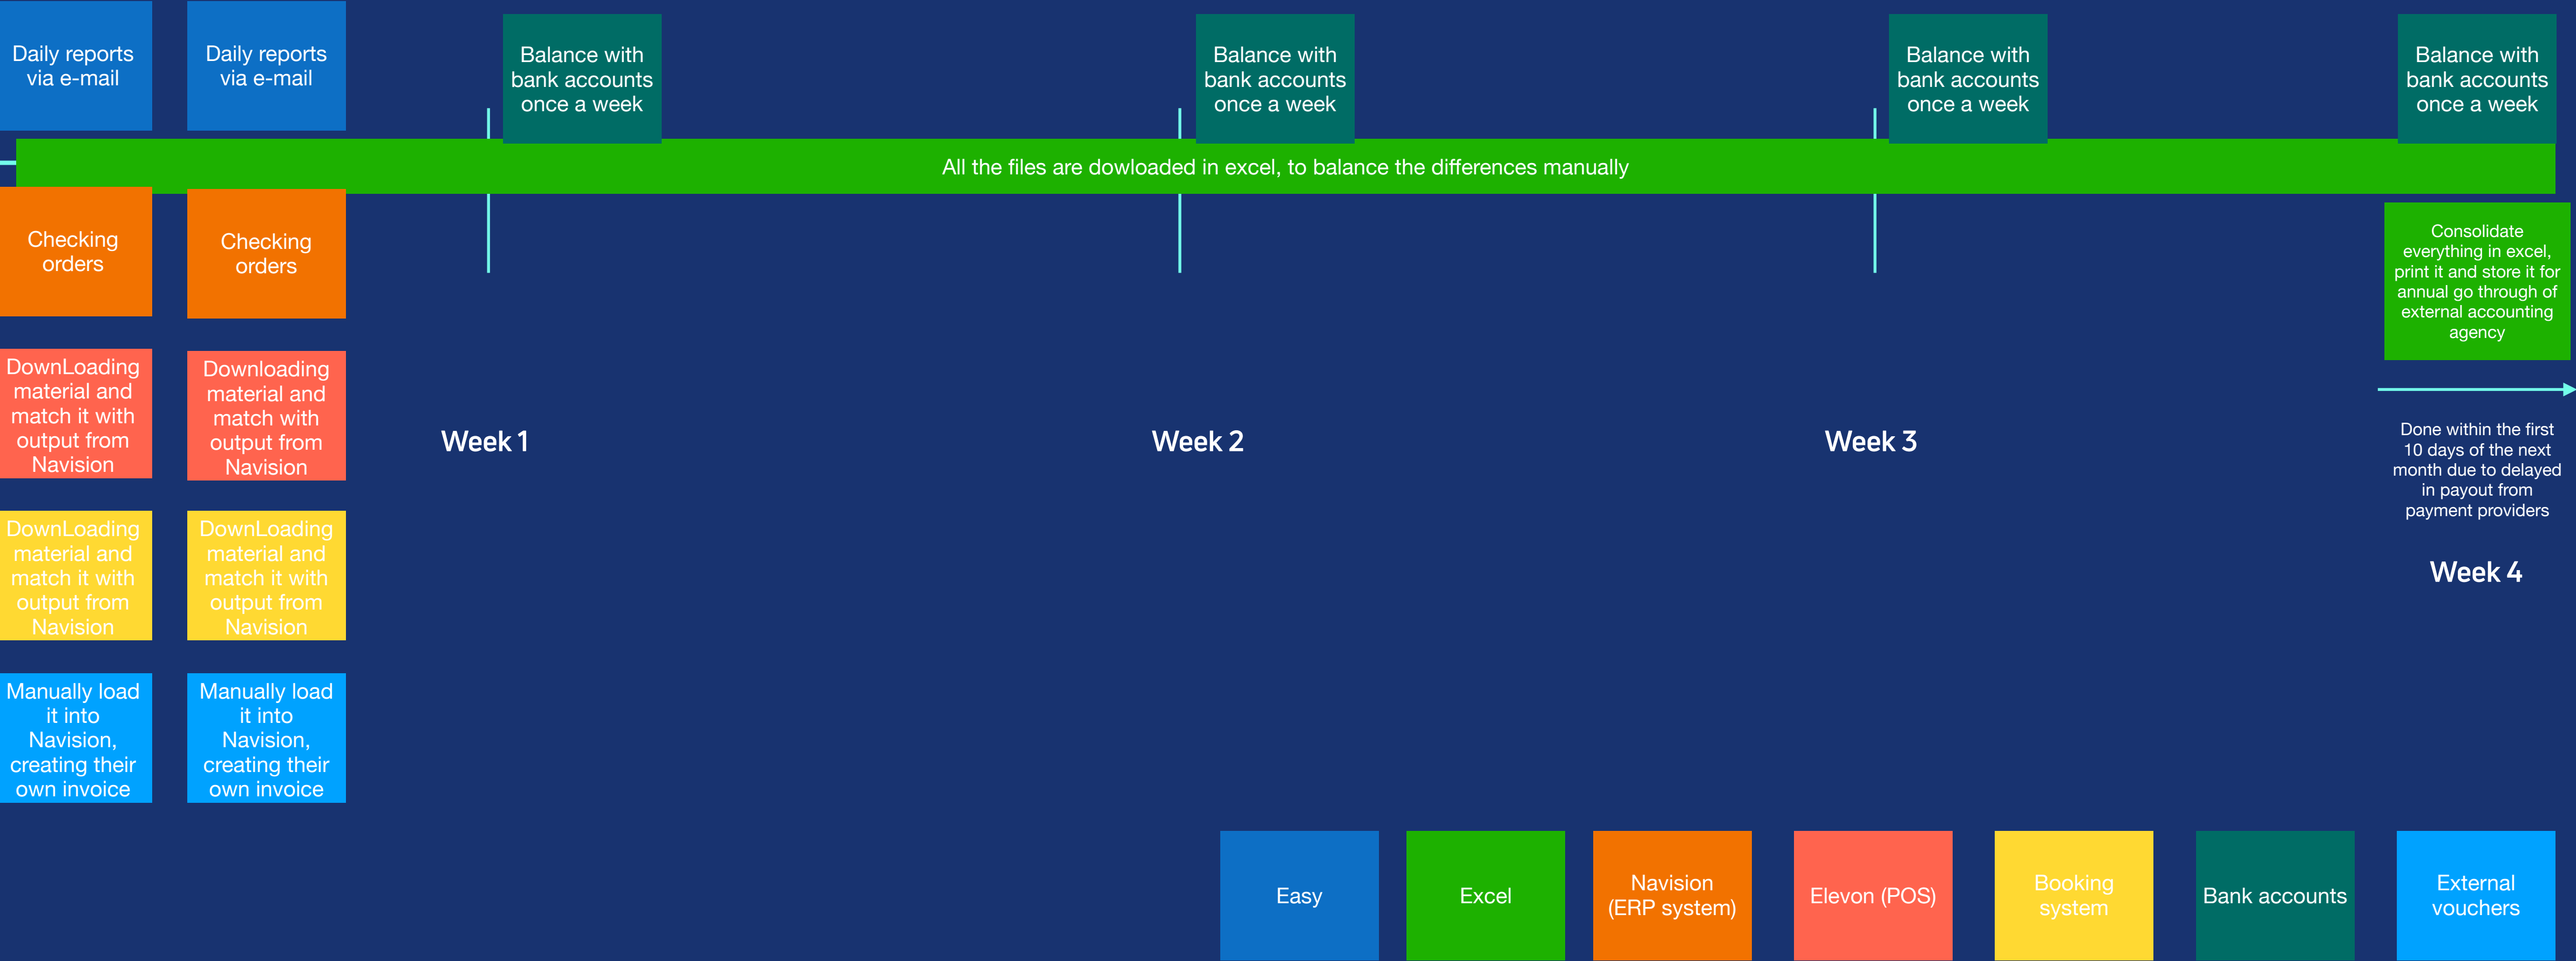 Daily reports
via e-mail
Daily reports
via e-mail
Balance with
bank accounts
once a week
Balance with
bank accounts
once a week
Balance with
bank accounts
once a week
Balance with
bank accounts
once a week
All the files are dowloaded in excel, to balance the differences manually
Checking
orders
Checking
orders
Consolidate
everything in excel,
print it and store it for
annual go through of
external accounting
agency
DownLoading
material and
match it with
output from
Navision
Downloading
material and
match with
output from
Navision
Week 1
Week 2
Week 3
Done within the first
10 days of the next
month due to delayed
in payout from
payment providers
Week 4
DownLoading
material and
match it with
output from
Navision
DownLoading
material and
match it with
output from
Navision
Manually load
it into
Navision,
creating their
own invoice
Manually load
it into
Navision,
creating their
own invoice
Easy
Excel
Navision
(ERP system)
Elevon (POS)
Booking
system
Bank accounts
External
vouchers